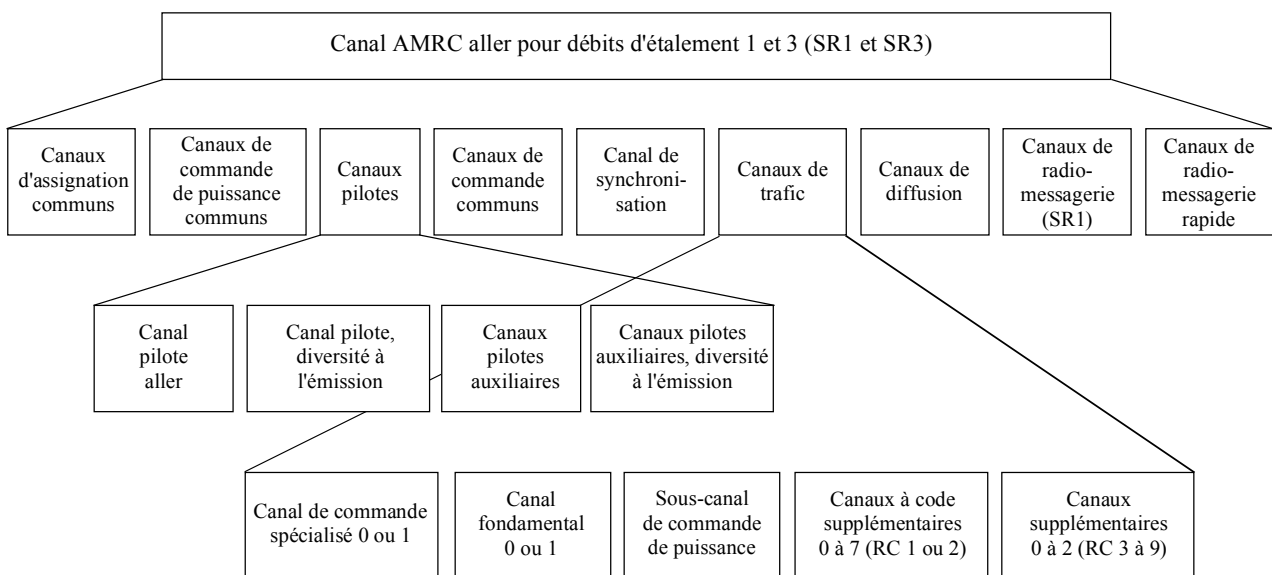 Canal AMRC aller pour débits d'étalement 1 et 3 (SR1 et SR3)
Canaux
d'assignation
communs
Canaux de
commande
de puissance
communs
Canaux
pilotes
Canaux de
commande
communs
Canal de
synchroni-
sation
Canaux de
trafic
Canaux de
diffusion
Canaux de
radio-
messagerie
(SR1)
Canaux de
radio-
messagerie
rapide
Canal
pilote
aller
Canal pilote,
diversité à
l'émission
Canaux
pilotes
auxiliaires
Canaux pilotes
auxiliaires, diversité
à l'émission
Canal de commande
spécialisé 0 ou 1
Canal
fondamental
0 ou 1
Sous-canal
de commande
de puissance
Canaux à code
supplémentaires
0 à 7 (RC 1 ou 2)
Canaux
supplémentaires
0 à 2 (RC 3 à 9)